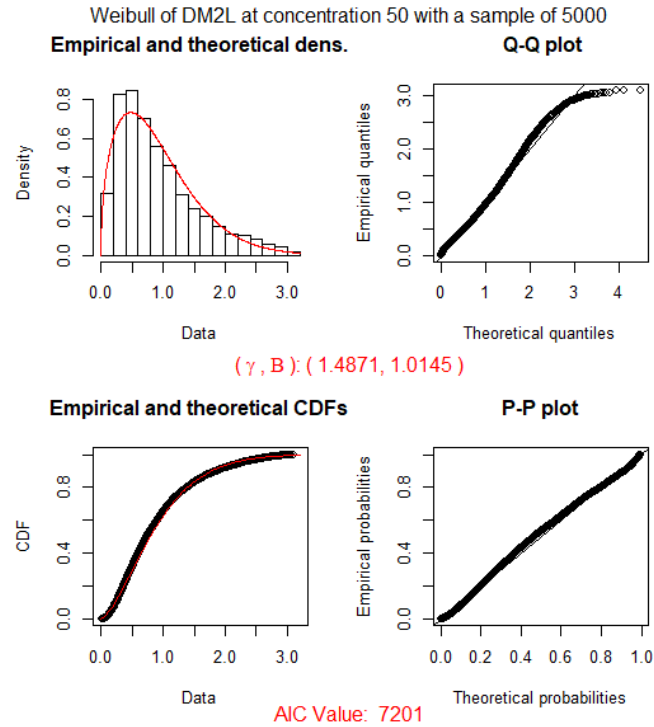 Weibull of DM2L at concentration 50 with a sample of 5000
Empirical and theoretical dens.
Density
0.0 0.2 0.4 0.6 0.8
0.0 1.0 2.0 3.0
Data
Q-Q plot
Empirical quantiles
0.0 1.0 2.0 3.0
0 1 2 3 4
Theoretical quantiles
( γ , B ): ( 1.4871, 1.0145 )
Empirical and theoretical CDFs
CDF
0.0 0.4 0.8
0.0 1.0 2.0 3.0
Data
P-P plot
Empirical probabilities
0.0 0.4 0.8
0.0 0.2 0.4 0.6 0.8 1.0
Theoretical probabilities
AIC Value: 7201